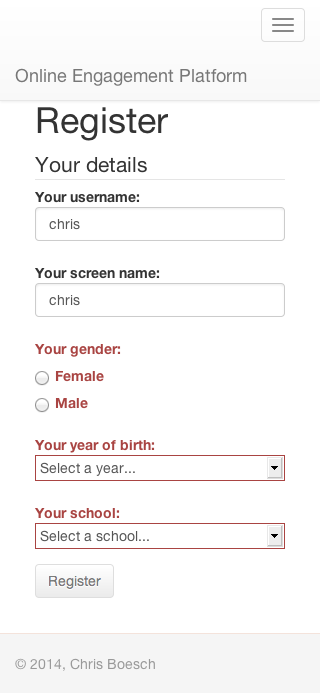 Online Engagement Platform
Register
Your details
Your username:
chris
Your screen name:
chris
Your gender:
Female
Male
Your year of birth:
Select a year...
Your school:
Select a school...
Register
© 2014, Chris Boesch